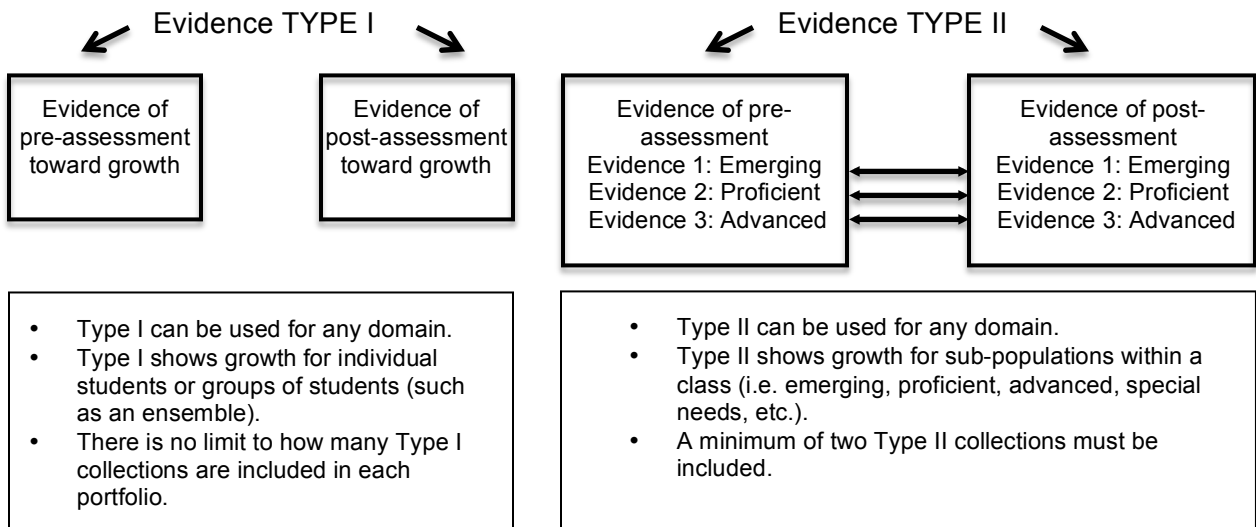 Evidence TYPE I
Evidence of
pre-assessment
toward growth
Evidence of
post-assessment
toward growth
• Type I can be used for any domain.
• Type I shows growth for individual
students or groups of students (such
as an ensemble).
• There is no limit to how many Type I
collections are included in each
portfolio.
Evidence TYPE II
Evidence of pre-
assessment
Evidence 1: Emerging
Evidence 2: Proficient
Evidence 3: Advanced
Evidence of post-
assessment
Evidence 1: Emerging
Evidence 2: Proficient
Evidence 3: Advanced
• Type II can be used for any domain.
• Type II shows growth for sub-populations within a
class (i.e. emerging, proficient, advanced, special
needs, etc.).
• A minimum of two Type II collections must be
included.